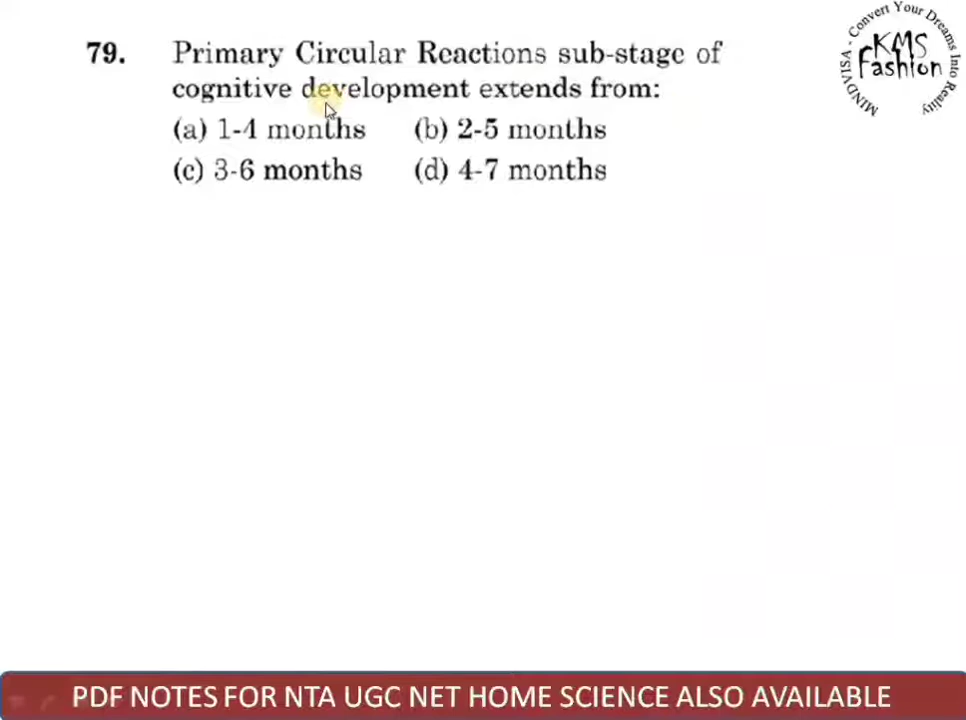 79. Primary Circular Reactions sub-stage of
cognitive development extends from:
(a) 1-4 months (b) 2-5 months
(c) 3-6 months (d) 4-7 months
MINDVISA - Convert Your Dreams Into Reality
KMS
Fashion
PDF NOTES FOR NTA UGC NET HOME SCIENCE ALSO AVAILABLE